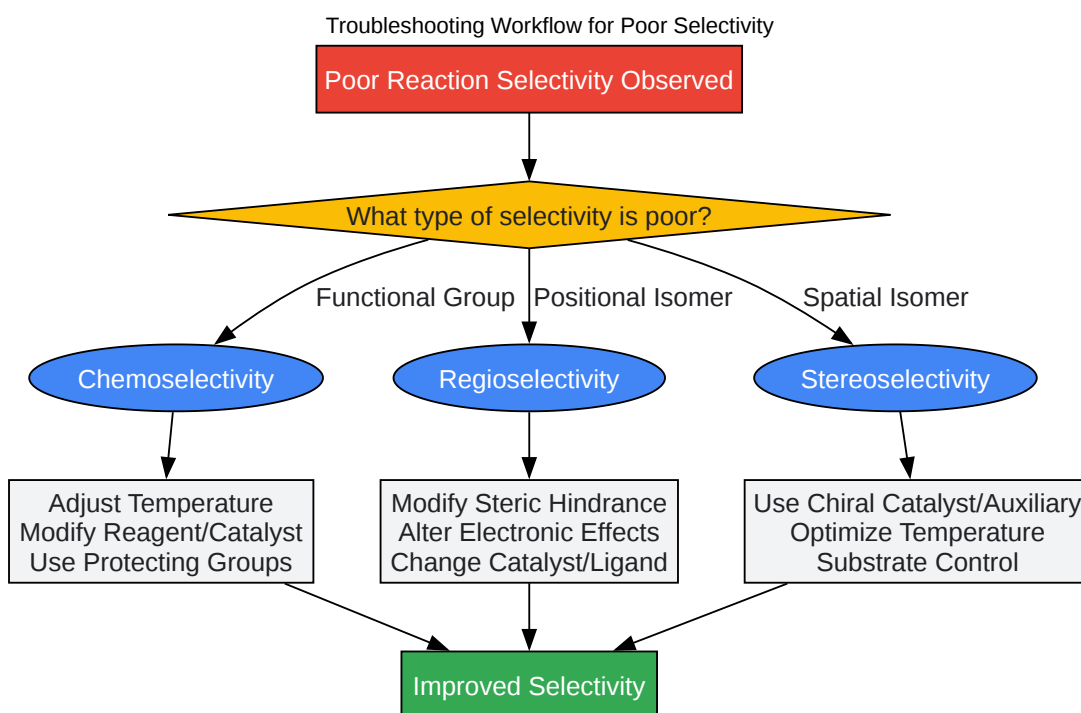 Troubleshooting Workflow for Poor Selectivity
Poor Reaction Selectivity Observed
What type of selectivity is poor?
Functional Group
Positional Isomer
Spatial Isomer
Chemoselectivity
Regioselectivity
Stereoselectivity
Adjust Temperature
Modify Reagent/Catalyst
Use Protecting Groups
Modify Steric Hindrance
Alter Electronic Effects
Change Catalyst/Ligand
Use Chiral Catalyst/Auxiliary
Optimize Temperature
Substrate Control
Improved Selectivity